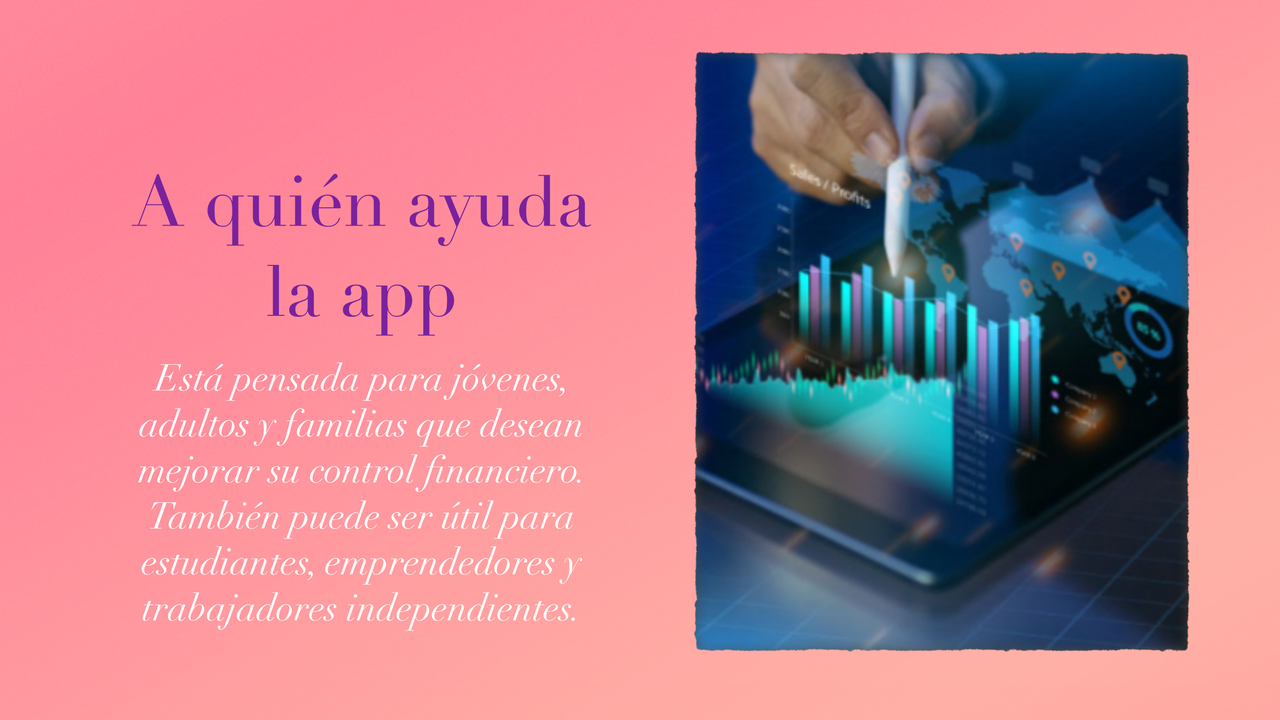 A quién ayuda
la app
Está pensada para jóvenes,
adultos y familias que desean
mejorar su control financiero.
También puede ser útil para
estudiantes, emprendedores y
trabajadores independientes.
Sales / Profits